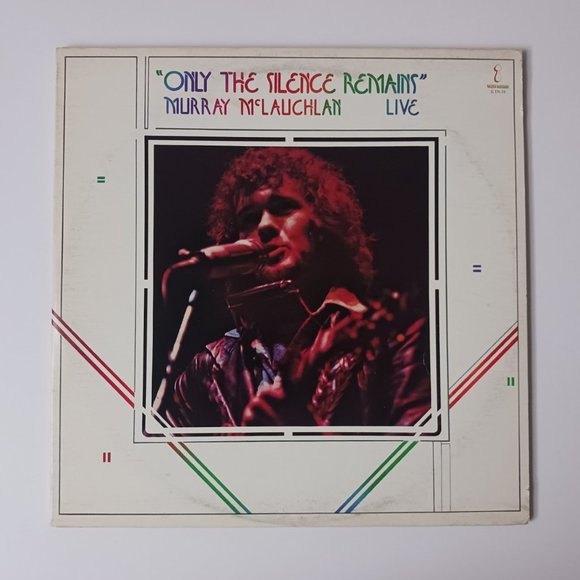 "ONLY THE SILENCE REMAINS"
MURRAY McLAUCHLAN LIVE